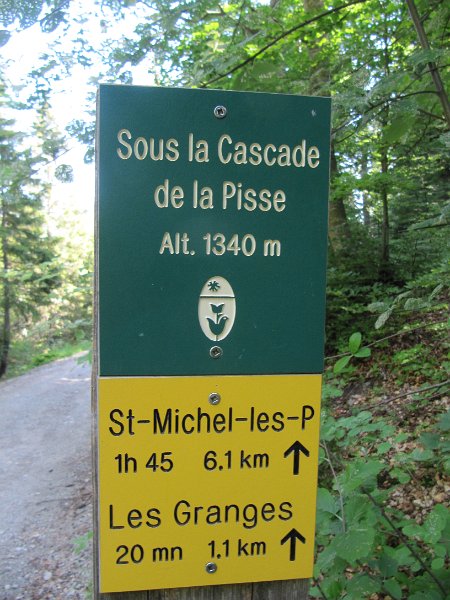 Sous la Cascade
de la Pisse
Alt. 1340 m
St-Michel-les-P
1h 45 6.1 km ↑
Les Granges
20 mn 1.1 km ↑